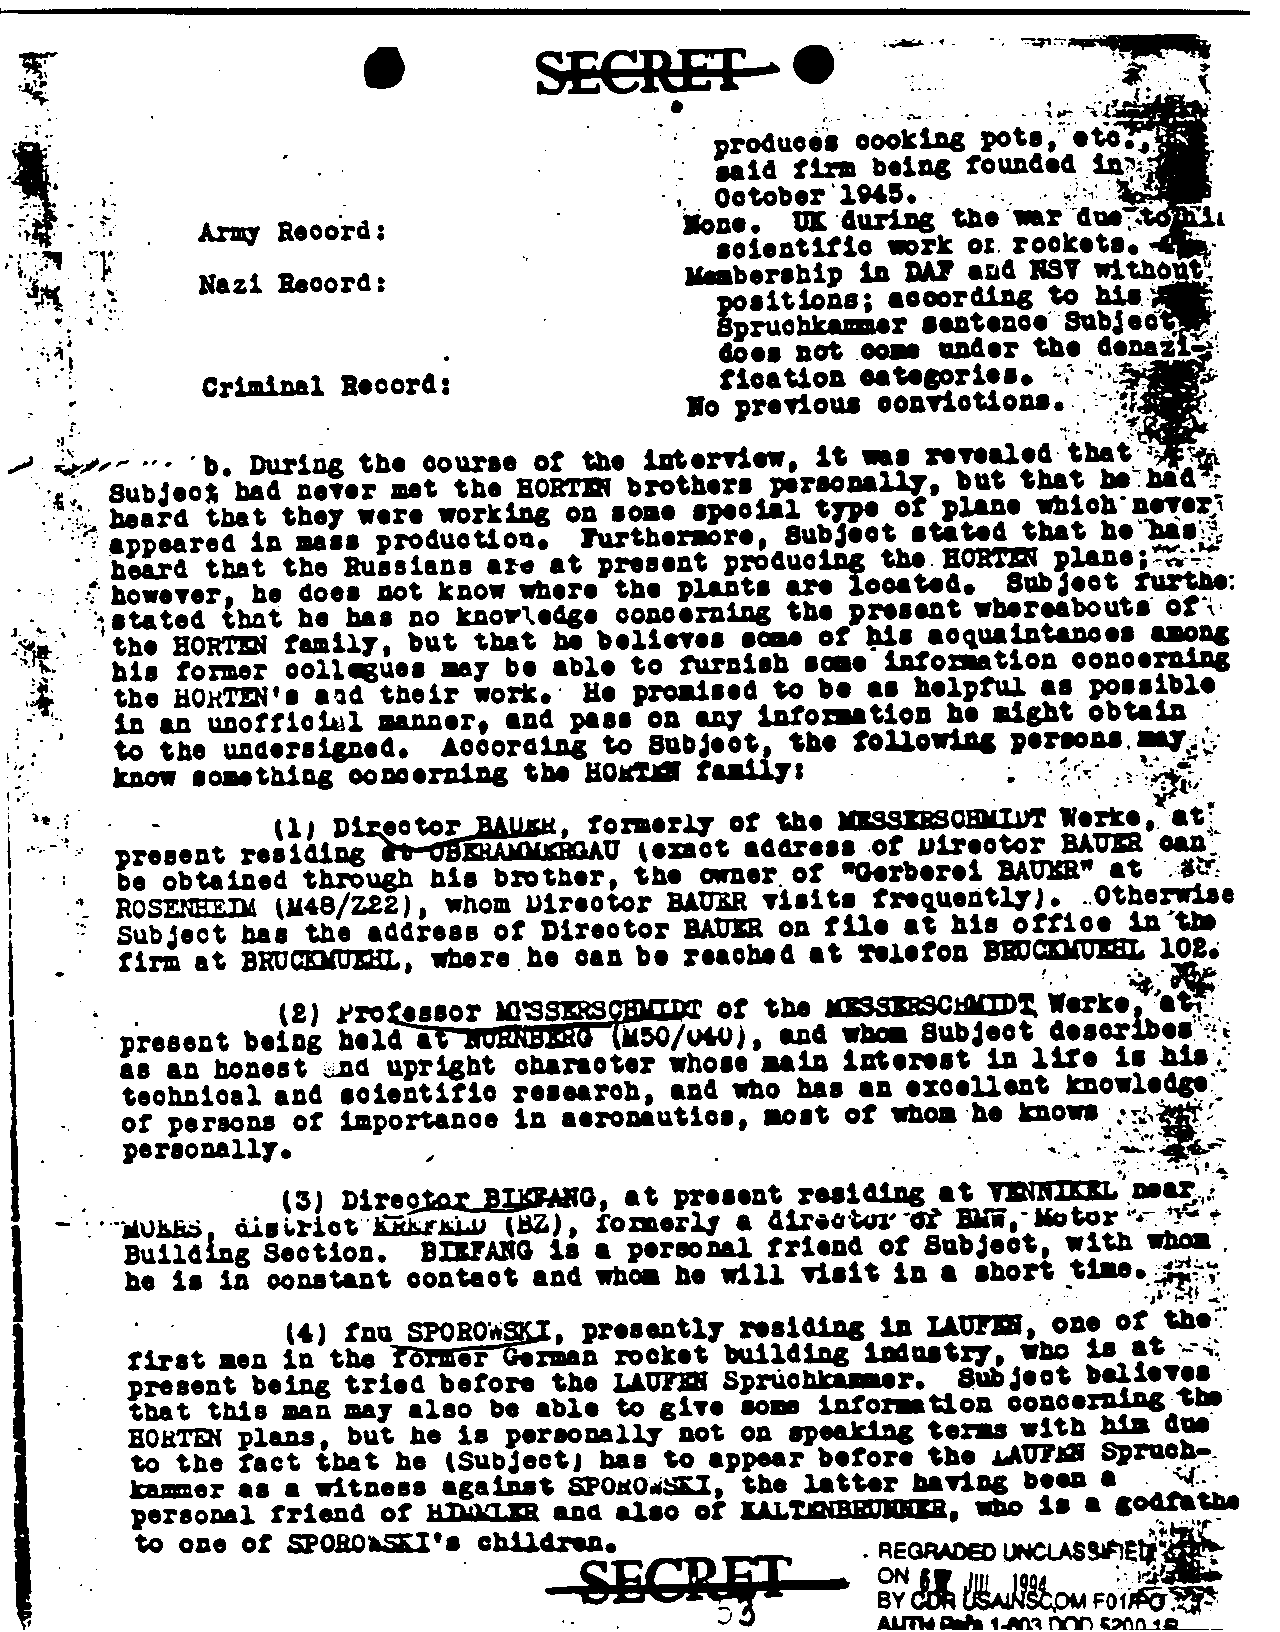 SECRET
produces cooking pots, etc.,
said firm being founded in
October 1945.
Army Record:
None. UK during the war due to
scientific work on rockets.
Nazi Record:
Membership in DAF and NSV without
positions; according to his
Spruchkammer sentence Subject
does not come under the denazi-
fication categories.
Criminal Record:
No previous convictions.
b. During the course of the interview, it was revealed that
Subject had never met the HORTEN brothers personally, but that he had
heard that they were working on some special type of plane which never
appeared in mass production. Furthermore, Subject stated that he has
heard that the Russians are at present producing the HORTEN plane;
however, he does not know where the plants are located. Subject furthe
stated that he has no knowledge concerning the present whereabouts of
the HORTEN family, but that he believes some of his acquaintances among
his former collegues may be able to furnish some information concerning
the HORTEN's and their work. He promised to be as helpful as possible
in an unofficial manner, and pass on any information he might obtain
to the undersigned. According to Subject, the following persons may
know something concerning the HORTEN family:
(1) Director BAUER, formerly of the MESSERSCHMIDT Werke, at
present residing at OBERAMMERGAU (exact address of Director BAUER can
be obtained through his brother, the owner of "Gerberei BAUER" at
ROSENHEIM (M48/Z22), whom Director BAUER visits frequently). Otherwise
Subject has the address of Director BAUER on file at his office in the
firm at BRUCKMUEHL, where he can be reached at Telefon BRUCKMUEHL 102.
(2) Professor MESSERSCHMIDT of the MESSERSCHMIDT Werke, at
present being held at NURNBERG (M50/O40), and whom Subject describes
as an honest and upright character whose main interest in life is his
technical and scientific research, and who has an excellent knowledge
of persons of importance in aeronautics, most of whom he knows
personally.
(3) Director BIEFANG, at present residing at VENNIKEL near
MOERS, district KREFELD (BZ), formerly a director of BMW, Motor
Building Section. BIEFANG is a personal friend of Subject, with whom
he is in constant contact and whom he will visit in a short time.
(4) fnu SPOROWSKI, presently residing in LAUFEN, one of the
first men in the former German rocket building industry, who is at
present being tried before the LAUFEN Spruchkammer. Subject believes
that this man may also be able to give some information concerning the
HORTEN plans, but he is personally not on speaking terms with him due
to the fact that he (Subject) has to appear before the LAUFEN Spruch-
kammer as a witness against SPOROWSKI, the latter having been a
personal friend of HIMMLER and also of KALTENBRUNNER, who is a godfathe
to one of SPOROWSKI's children.
SECRET
53
REGRADED UNCLASSIFIED
ON JUL 1994
BY CDR USAINSCOM F01/PO
AUTH Para 1-603 DOD 5200.1R